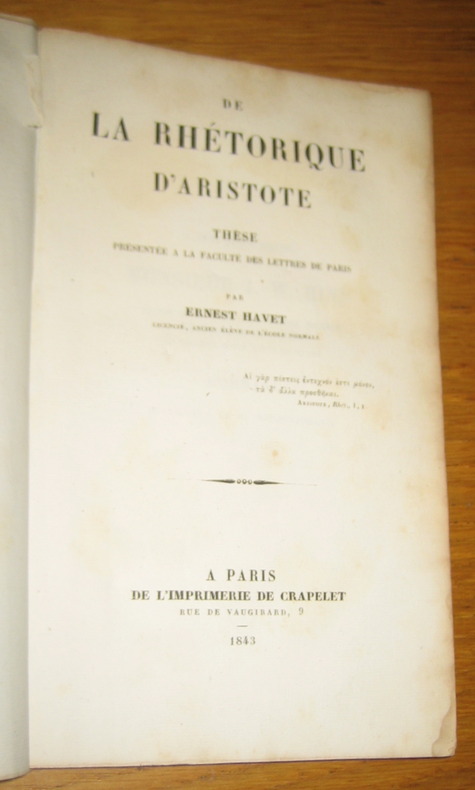 DE
LA RHÉTORIQUE
D'ARISTOTE
THÈSE
PRÉSENTÉE A LA FACULTÉ DES LETTRES DE PARIS
PAR
ERNEST HAVET
LICENCIÉ, ANCIEN ÉLÈVE DE L'ÉCOLE NORMALE
Αἱ γὰρ πίστεις ἔντεχνόν ἐστι μόνον,
τὰ δ' ἄλλα προσθῆκαι.
ARISTOTE, Rhét., I, 1
A PARIS
DE L'IMPRIMERIE DE CRAPELET
RUE DE VAUGIRARD, 9
1843